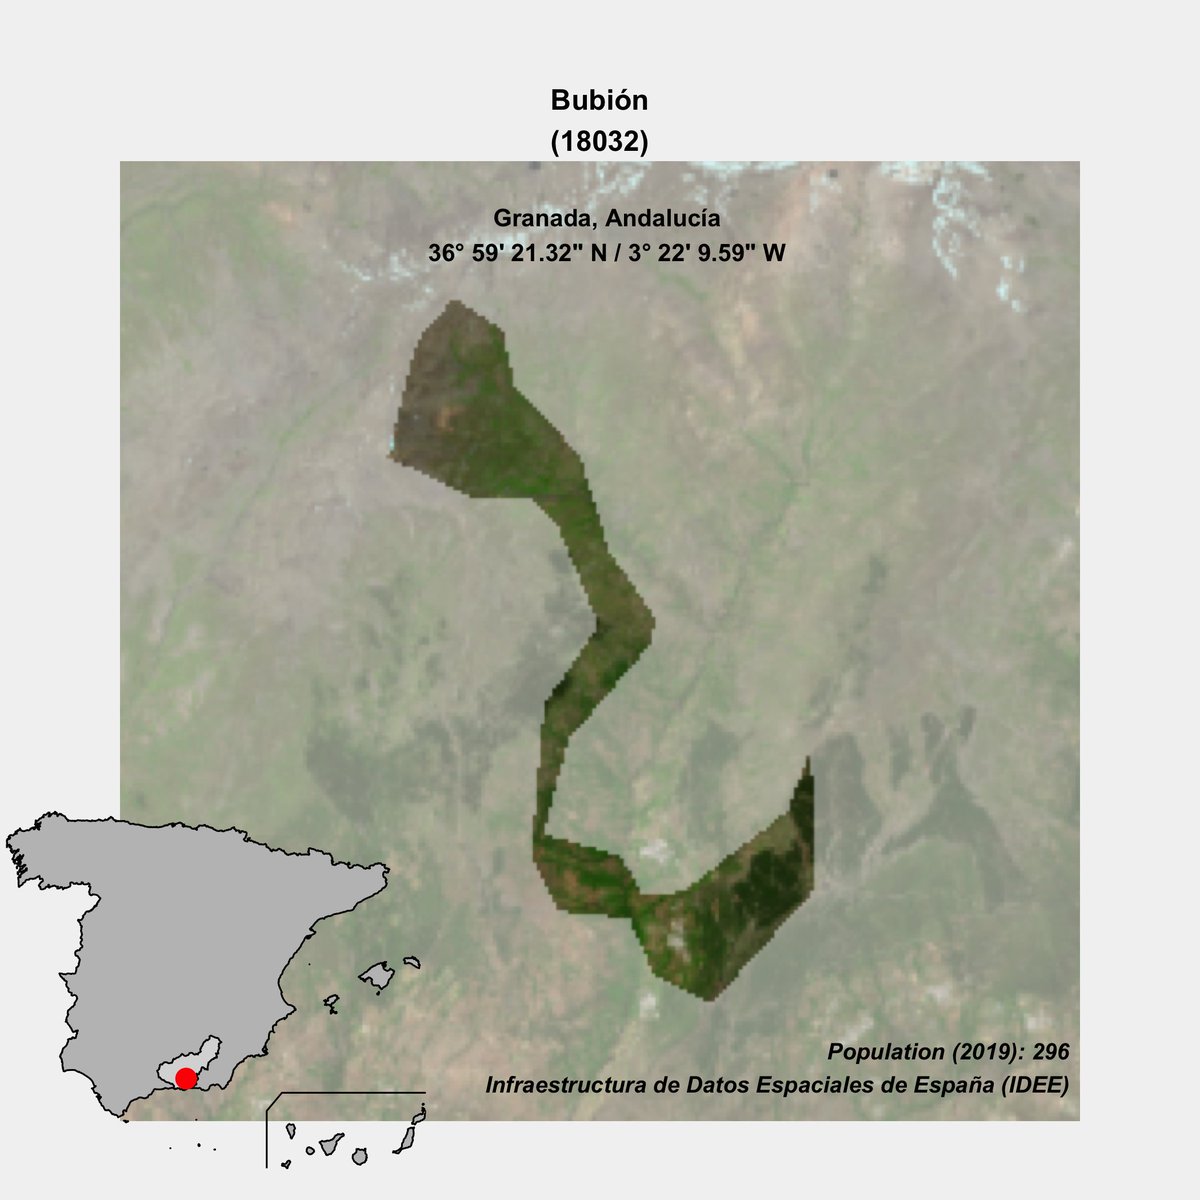 Bubión
(18032)
Granada, Andalucía
36° 59' 21.32" N / 3° 22' 9.59" W
Population (2019): 296
Infraestructura de Datos Espaciales de España (IDEE)